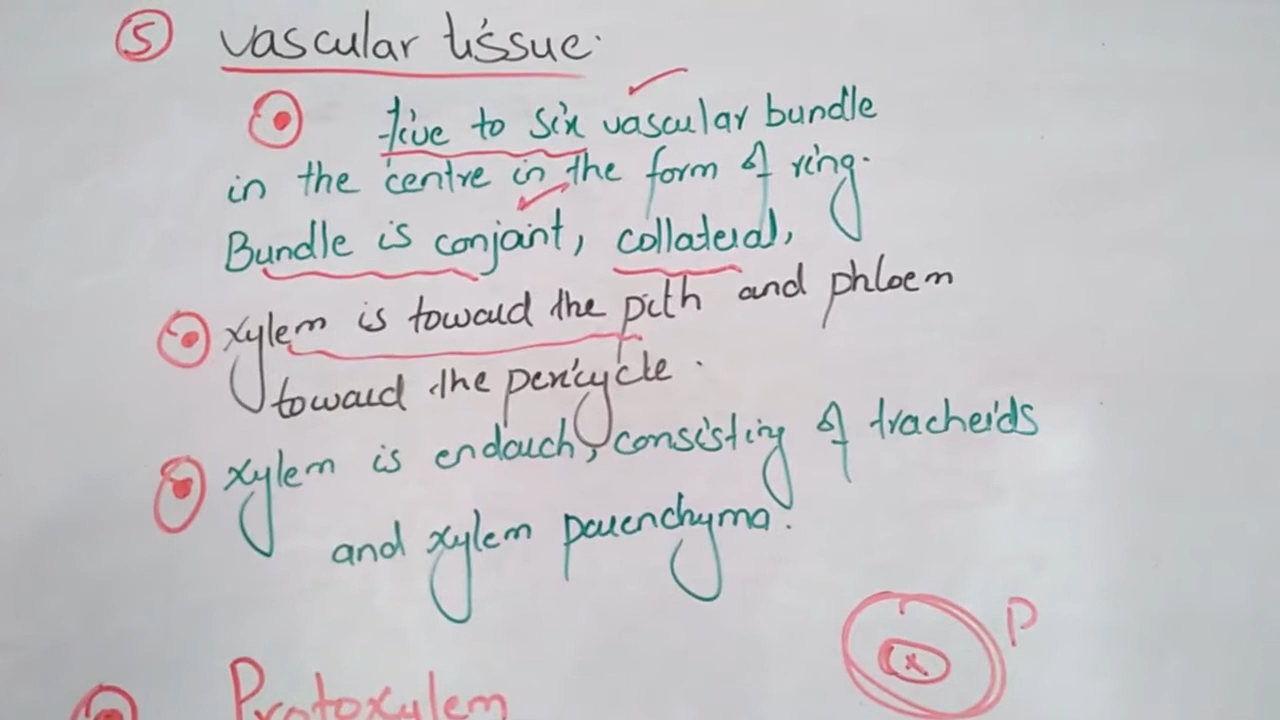 5 vascular tissue.
five to six vascular bundle
in the centre in the form of ring.
Bundle is conjoint, collateral,
xylem is toward the pith and phloem
toward the pericycle.
xylem is endarch, consisting of tracheids
and xylem parenchyma.
x P
Protoxylem